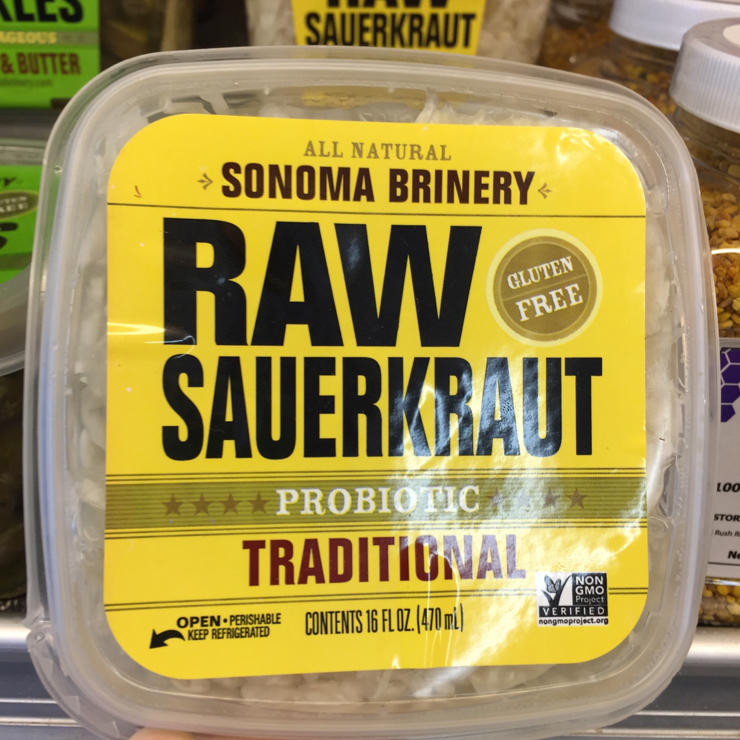 & BUTTER
SAUERKRAUT
ALL NATURAL
SONOMA BRINERY
RAW
SAUERKRAUT
GLUTEN
FREE
PROBIOTIC
TRADITIONAL
OPEN • PERISHABLE
KEEP REFRIGERATED
CONTENTS 16 FL OZ. (470 mL)
NON
GMO
Project
VERIFIED
nongmoproject.org